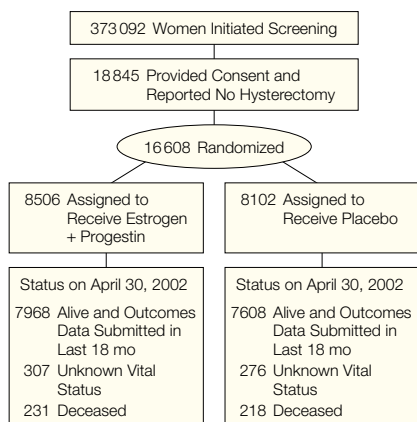 373 092 Women Initiated Screening
18 845 Provided Consent and
Reported No Hysterectomy
16 608 Randomized
8506 Assigned to
Receive Estrogen
+ Progestin
8102 Assigned to
Receive Placebo
Status on April 30, 2002
7968 Alive and Outcomes
Data Submitted in
Last 18 mo
307 Unknown Vital
Status
231 Deceased
Status on April 30, 2002
7608 Alive and Outcomes
Data Submitted in
Last 18 mo
276 Unknown Vital
Status
218 Deceased